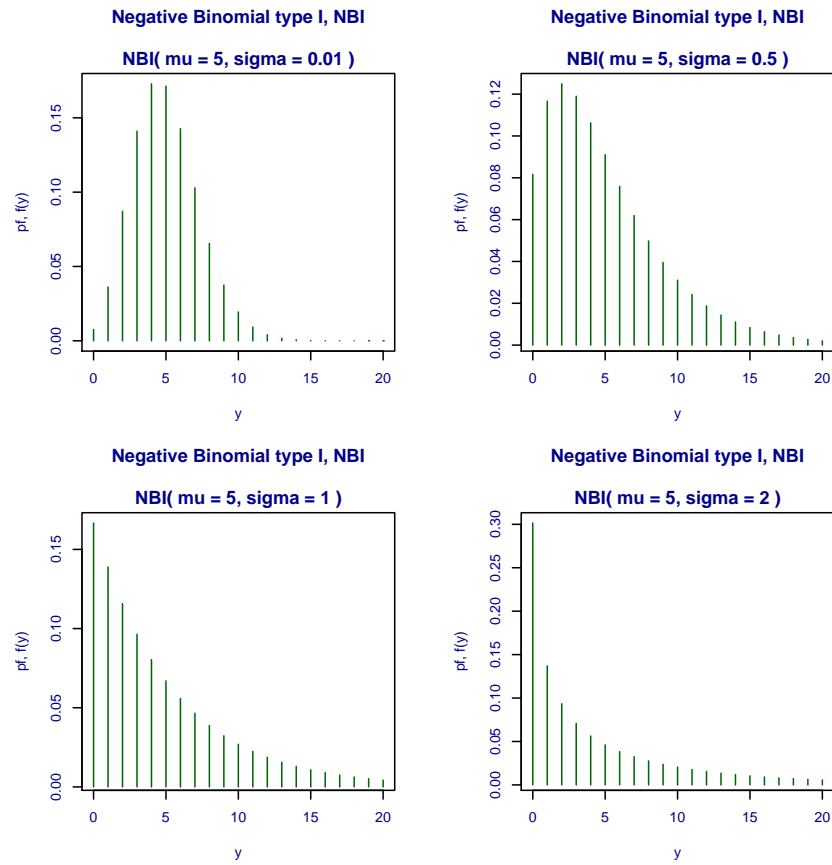 Negative Binomial type I, NBI
NBI( mu = 5, sigma = 0.01 )
pf, f(y)
0.15
0.10
0.05
0.00
0 5 10 15 20
y
Negative Binomial type I, NBI
NBI( mu = 5, sigma = 0.5 )
pf, f(y)
0.12
0.10
0.08
0.06
0.04
0.02
0.00
0 5 10 15 20
y
Negative Binomial type I, NBI
NBI( mu = 5, sigma = 1 )
pf, f(y)
0.15
0.10
0.05
0.00
0 5 10 15 20
y
Negative Binomial type I, NBI
NBI( mu = 5, sigma = 2 )
pf, f(y)
0.30
0.25
0.20
0.15
0.10
0.05
0.00
0 5 10 15 20
y